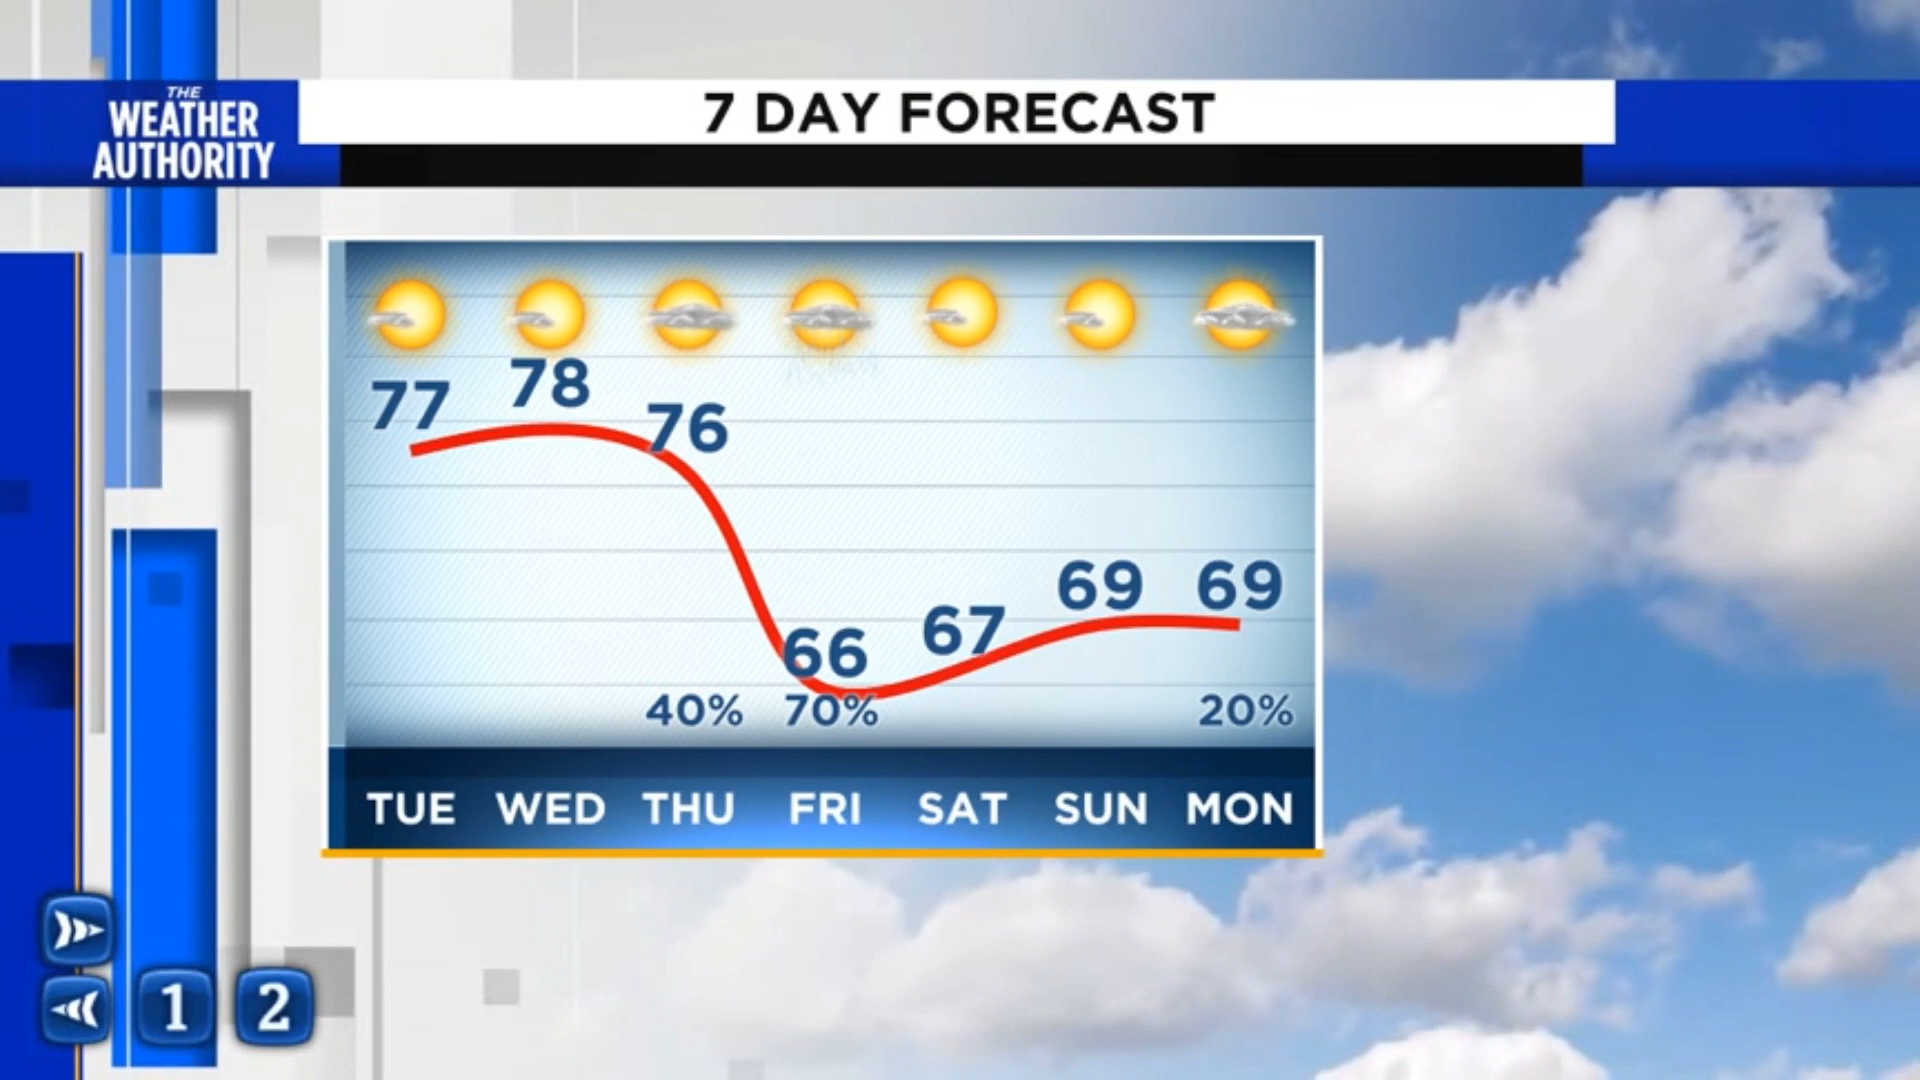 THE
WEATHER
AUTHORITY
7 DAY FORECAST
77 78 76 66 67 69 69
40% 70% 20%
TUE WED THU FRI SAT SUN MON
1 2